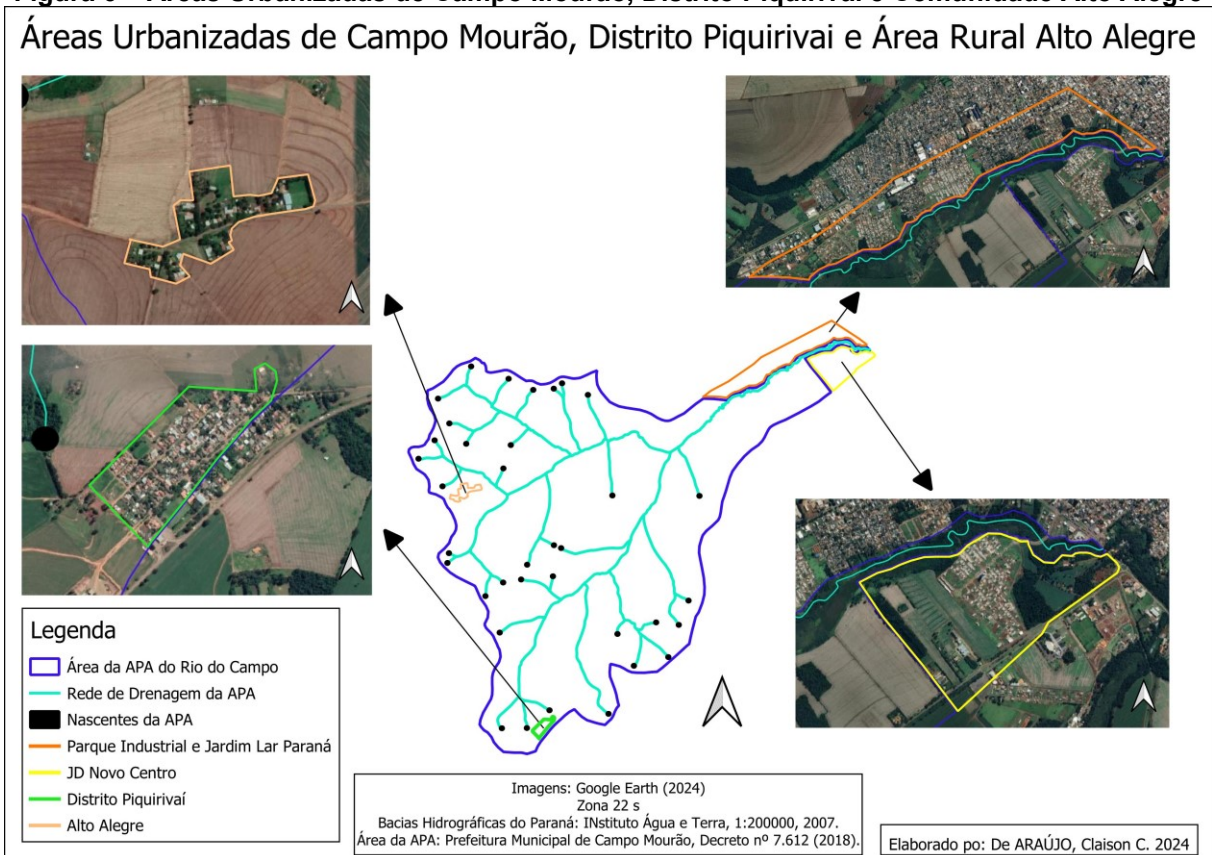 Áreas Urbanizadas de Campo Mourão, Distrito Piquirivai e Área Rural Alto Alegre
Legenda
Área da APA do Rio do Campo
Rede de Drenagem da APA
Nascentes da APA
Parque Industrial e Jardim Lar Paraná
JD Novo Centro
Distrito Piquirivaí
Alto Alegre
Imagens: Google Earth (2024)
Zona 22 s
Bacias Hidrográficas do Paraná: INstituto Água e Terra, 1:200000, 2007.
Área da APA: Prefeitura Municipal de Campo Mourão, Decreto nº 7.612 (2018).
Elaborado po: De ARAÚJO, Claison C. 2024